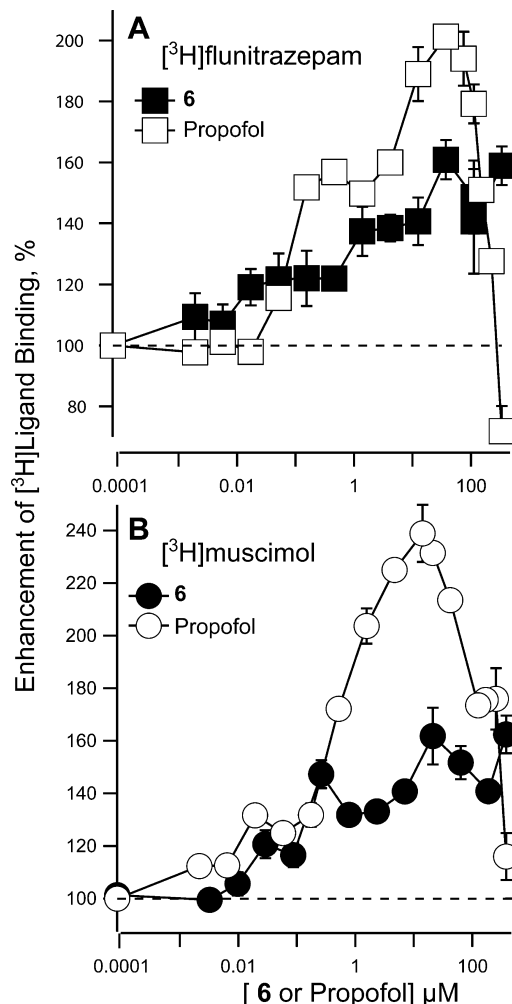 Enhancement of [³H]Ligand Binding, %
A
[³H]flunitrazepam
6
Propofol
200
180
160
140
120
100
80
0.0001 0.01 1 100
B
[³H]muscimol
6
Propofol
240
220
200
180
160
140
120
100
0.0001 0.01 1 100
[ 6 or Propofol] µM